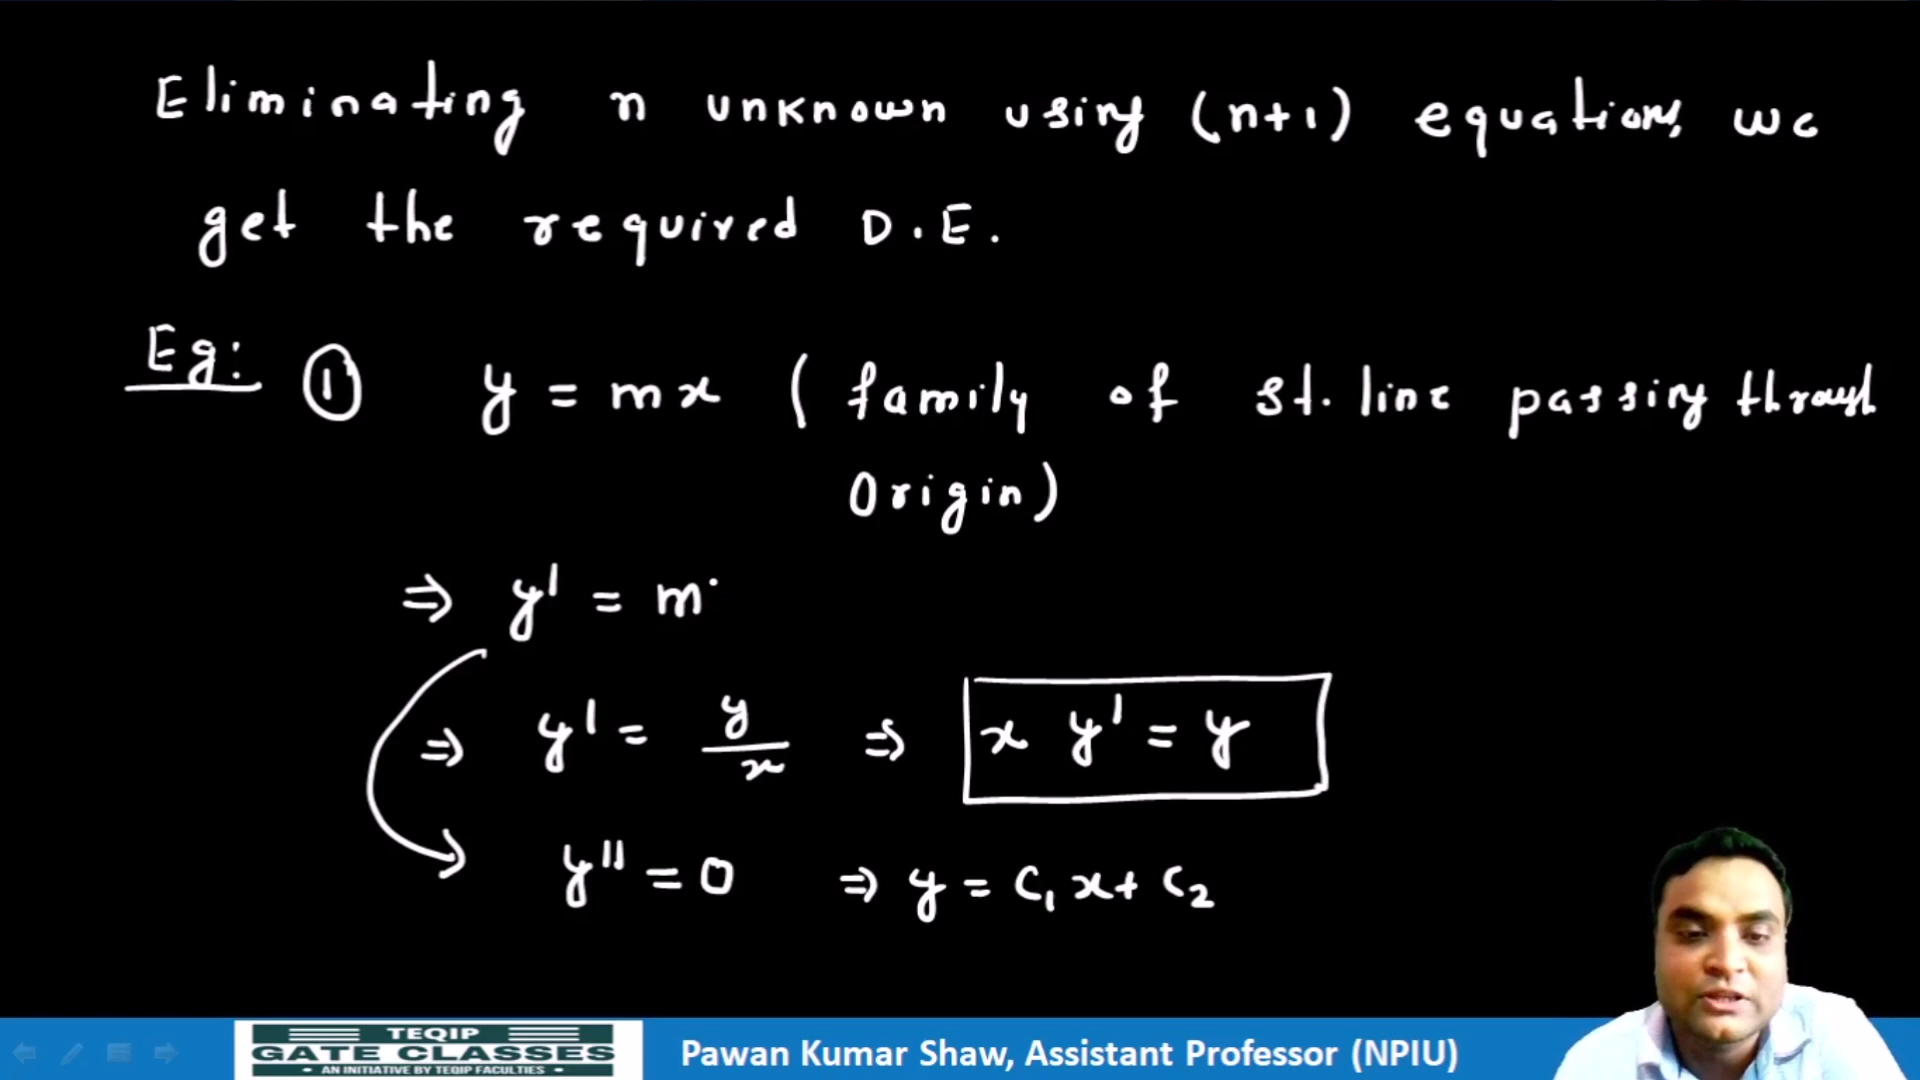 Eliminating n unknown using (n+1) equations, we
get the required D.E.
Eg: ① y = mx (family of st. line passing through
Origin)
⇒ y' = m
⇒ y' = y/x ⇒ x y' = y
y'' = 0 ⇒ y = C₁x + C₂
TEQIP
GATE CLASSES
• AN INITIATIVE BY TEQIP FACULTIES •
Pawan Kumar Shaw, Assistant Professor (NPIU)